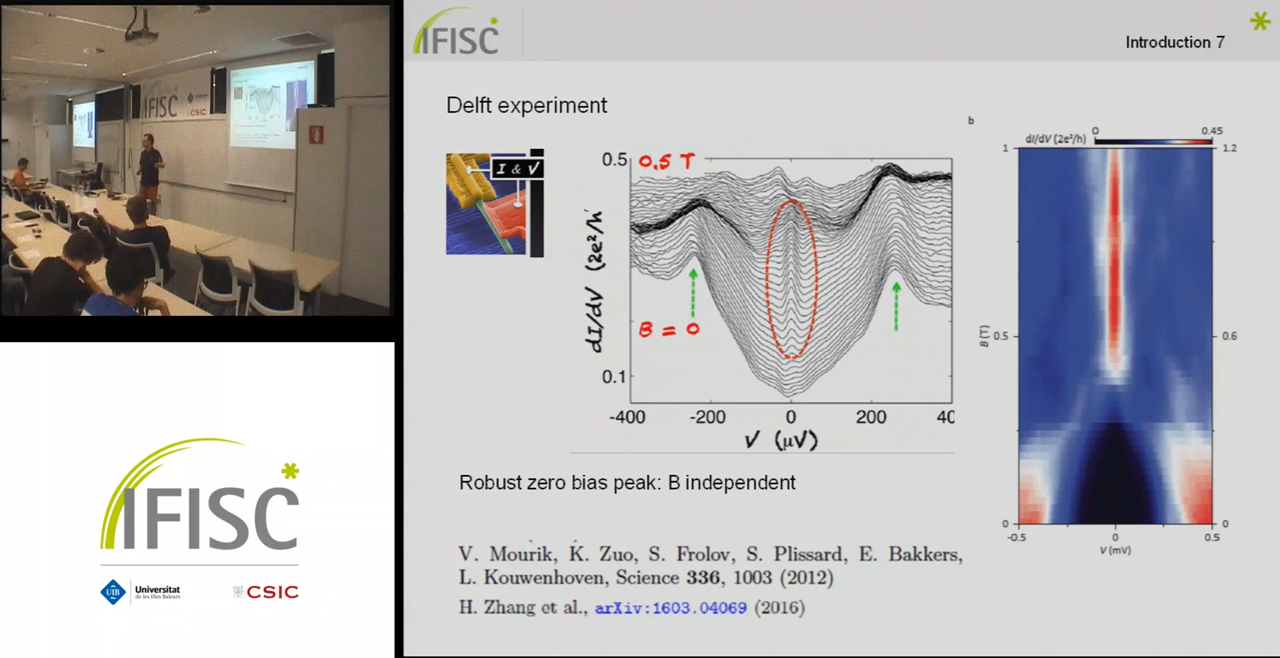 IFISC
CSIC
IFISC
Introduction 7
Delft experiment
I & V
0.5 T
B = 0
0.5
0.1
dI/dV (2e²/h
-400 -200 0 200 40
V (μV)
b
dI/dV (2e²/h) 0 0.45
1 1.2
0.5 0.6
0 0
B (T)
-0.5 0 0.5
V (mV)
Robust zero bias peak: B independent
V. Mourik, K. Zuo, S. Frolov, S. Plissard, E. Bakkers,
L. Kouwenhoven, Science 336, 1003 (2012)
H. Zhang et al., arXiv:1603.04069 (2016)
IFISC
UIB
Universitat
de les Illes Balears
CSIC